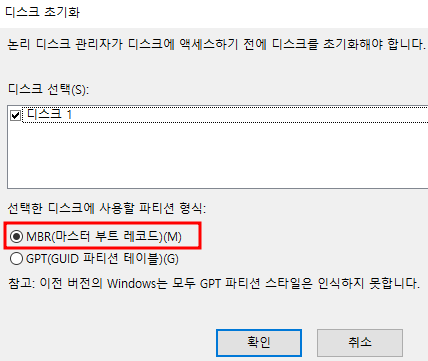 디스크 초기화
논리 디스크 관리자가 디스크에 액세스하기 전에 디스크를 초기화해야 합니다.
디스크 선택(S):
디스크 1
선택한 디스크에 사용할 파티션 형식:
MBR(마스터 부트 레코드)(M)
GPT(GUID 파티션 테이블)(G)
참고: 이전 버전의 Windows는 모두 GPT 파티션 스타일은 인식하지 못합니다.
확인
취소